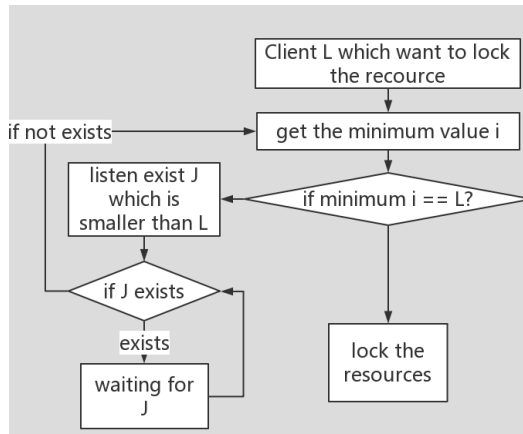 Client L which want to lock
the recource
if not exists
get the minimum value i
listen exist J
which is
smaller than L
if minimum i == L?
if J exists
exists
lock the
resources
waiting for
J